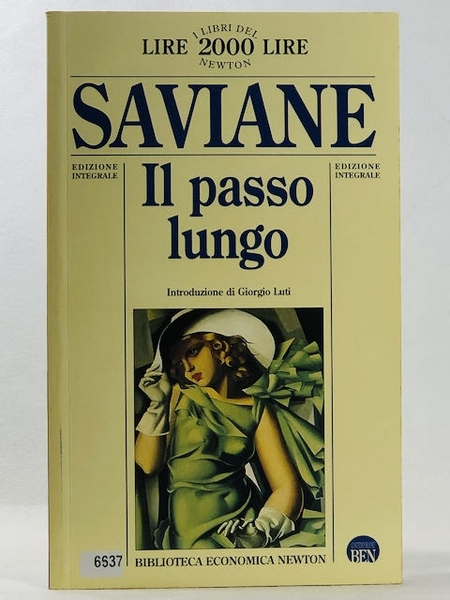 I LIBRI DEL
LIRE 2000 LIRE
NEWTON
SAVIANE
EDIZIONE
INTEGRALE
EDIZIONE
INTEGRALE
Il passo
lungo
Introduzione di Giorgio Luti
6537
BIBLIOTECA ECONOMICA NEWTON
BEN